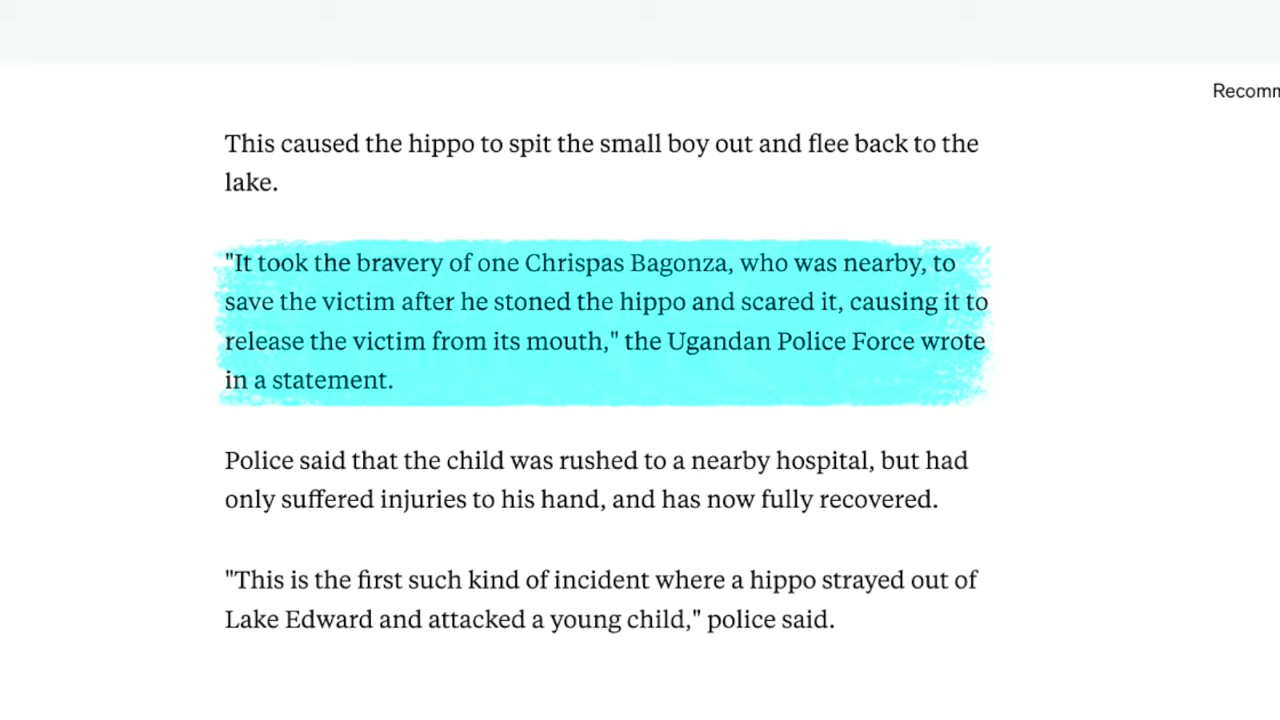 Recomm
This caused the hippo to spit the small boy out and flee back to the
lake.
"It took the bravery of one Chrispas Bagonza, who was nearby, to
save the victim after he stoned the hippo and scared it, causing it to
release the victim from its mouth," the Ugandan Police Force wrote
in a statement.
Police said that the child was rushed to a nearby hospital, but had
only suffered injuries to his hand, and has now fully recovered.
"This is the first such kind of incident where a hippo strayed out of
Lake Edward and attacked a young child," police said.